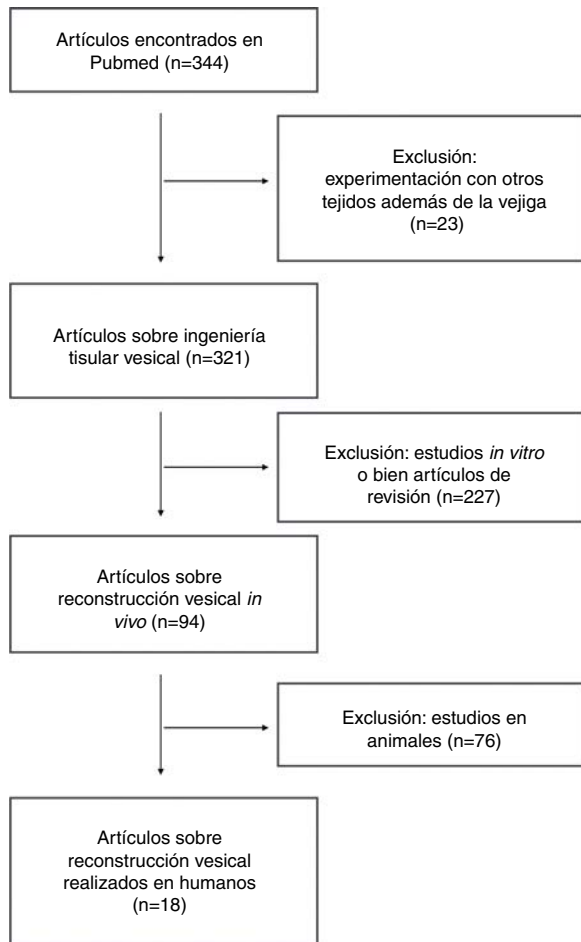 Artículos encontrados en
Pubmed (n=344)
Exclusión:
experimentación con otros
tejidos además de la vejiga
(n=23)
Artículos sobre ingeniería
tisular vesical (n=321)
Exclusión: estudios in vitro
o bien artículos de
revisión (n=227)
Artículos sobre
reconstrucción vesical in
vivo (n=94)
Exclusión: estudios en
animales (n=76)
Artículos sobre
reconstrucción vesical
realizados en humanos
(n=18)